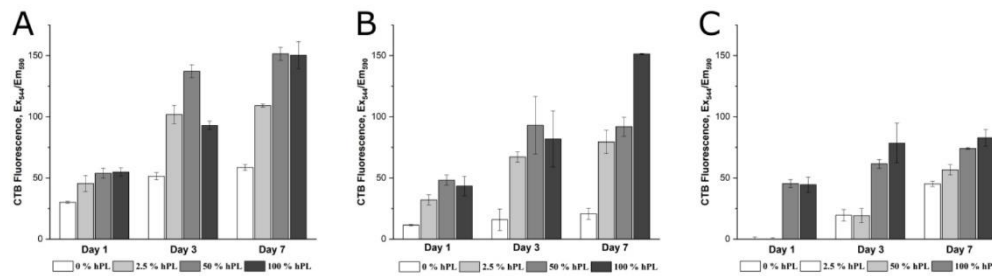 A
CTB Fluorescence, Ex544/Em590
150
100
50
0
Day 1 Day 3 Day 7
0 % hPL 2.5 % hPL 50 % hPL 100 % hPL
B
CTB Fluorescence, Ex544/Em590
150
100
50
0
Day 1 Day 3 Day 7
0 % hPL 2.5 % hPL 50 % hPL 100 % hPL
C
CTB Fluorescence, Ex544/Em590
150
100
50
0
Day 1 Day 3 Day 7
0 % hPL 2.5 % hPL 50 % hPL 100 % hPL